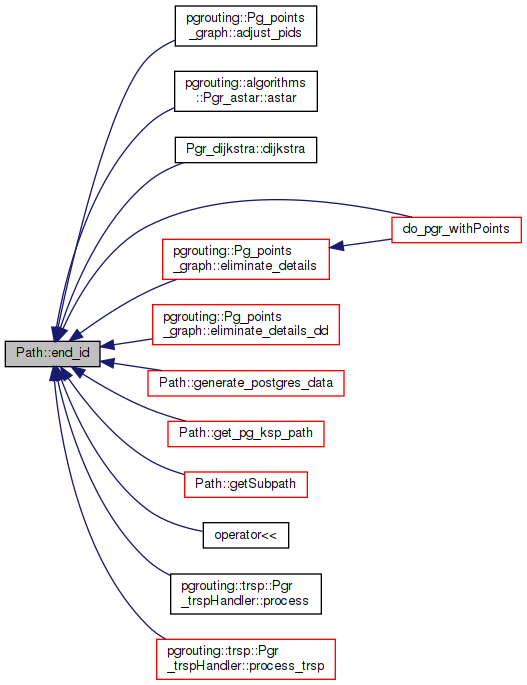 pgrouting::Pg_points
_graph::adjust_pids
pgrouting::algorithms
::Pgr_astar::astar
Pgr_dijkstra::dijkstra
do_pgr_withPoints
pgrouting::Pg_points
_graph::eliminate_details
pgrouting::Pg_points
_graph::eliminate_details_dd
Path::end_id
Path::generate_postgres_data
Path::get_pg_ksp_path
Path::getSubpath
operator<<
pgrouting::trsp::Pgr
_trspHandler::process
pgrouting::trsp::Pgr
_trspHandler::process_trsp